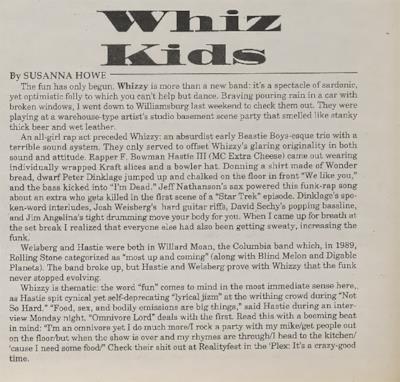 Whiz
Kids
By SUSANNA HOWE
The fun has only begun. Whizzy is more than a new band: it's a spectacle of sardonic,
yet optimistic folly to which you can't help but dance. Braving pouring rain in a car with
broken windows, I went down to Williamsburg last weekend to check them out. They were
playing at a warehouse-type artist's studio basement scene party that smelled like stanky
thick beer and wet leather.
An all-girl rap act preceded Whizzy: an absurdist early Beastie Boys-esque trio with a
terrible sound system. They only served to offset Whizzy's glaring originality in both
sound and attitude. Rapper F. Bowman Hastie III (MC Extra Cheese) came out wearing
individually wrapped Kraft slices and a bowler hat. Donning a shirt made of Wonder
bread, dwarf Peter Dinklage jumped up and chalked on the floor in front "We like you,"
and the bass kicked into "I'm Dead." Jeff Nathanson's sax powered this funk-rap song
about an extra who gets killed in the first scene of a "Star Trek" episode. Dinklage's spo-
ken-word interludes, Josh Weisberg's hard guitar riffs, David Sechy's popping bassline,
and Jim Angelina's tight drumming move your body for you. When I came up for breath at
the set break I realized that everyone else had also been getting sweaty, increasing the
funk.
Weisberg and Hastie were both in Willard Moan, the Columbia band which, in 1989,
Rolling Stone categorized as "most up and coming" (along with Blind Melon and Digable
Planets). The band broke up, but Hastie and Weisberg prove with Whizzy that the funk
never stopped evolving.
Whizzy is thematic: the word "fun" comes to mind in the most immediate sense here,,
as Hastie spit cynical yet self-deprecating "lyrical jizm" at the writhing crowd during "Not
So Hard." "Food, sex, and bodily emissions are big things," said Hastie during an inter-
view Monday night. "Omnivore Lord" deals with the first. Read this with a booming beat
in mind: "I'm an omnivore yet I do much more/I rock a party with my mike/get people out
on the floor/but when the show is over and my rhymes are through/I head to the kitchen/
'cause I need some food/" Check their shit out at Realityfest in the 'Plex: It's a crazy-good
time.